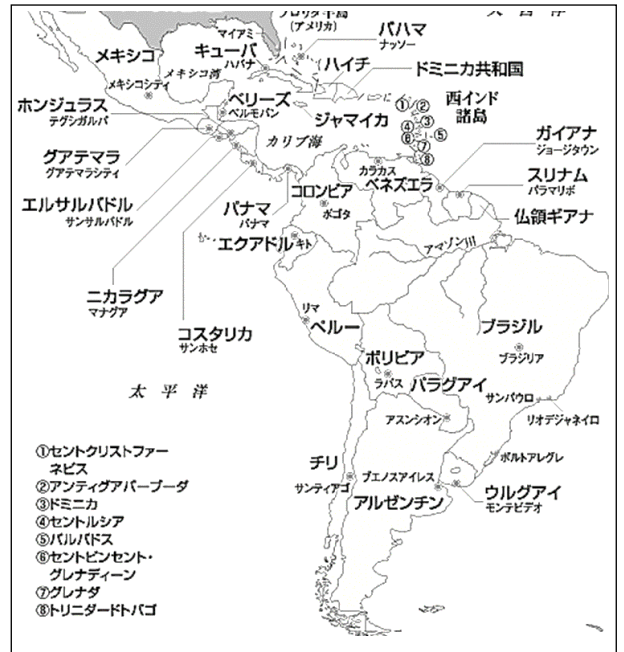 フロリダ半島
(アメリカ)
大西洋
マイアミ
バハマ
ナッソー
メキシコ
キューバ
ハバナ
メキシコ湾
メキシコシティ
ハイチ
ドミニカ共和国
ホンジュラス
テグシガルパ
ベリーズ
ベルモパン
ジャマイカ
①②
③
④⑤
⑥
⑦
⑧
西インド
諸島
カリブ海
グアテマラ
グアテマラシティ
カラカス
ベネズエラ
ガイアナ
ジョージタウン
コロンビア
ボゴタ
スリナム
パラマリボ
エルサルバドル
サンサルバドル
パナマ
パナマ
仏領ギアナ
エクアドル
キト
アマゾン川
ニカラグア
マナグア
コスタリカ
サンホセ
リマ
ペルー
ブラジル
ブラジリア
ボリビア
ラパス
太平洋
パラグアイ
サンパウロ
アスンシオン
リオデジャネイロ
①セントクリストファー
ネビス
②アンティグアバーブーダ
③ドミニカ
④セントルシア
⑤バルバドス
⑥セントビンセント・
グレナディーン
⑦グレナダ
⑧トリニダードトバゴ
チリ
サンティアゴ
ブエノスアイレス
アルゼンチン
ポルトアレグレ
ウルグアイ
モンテビデオ